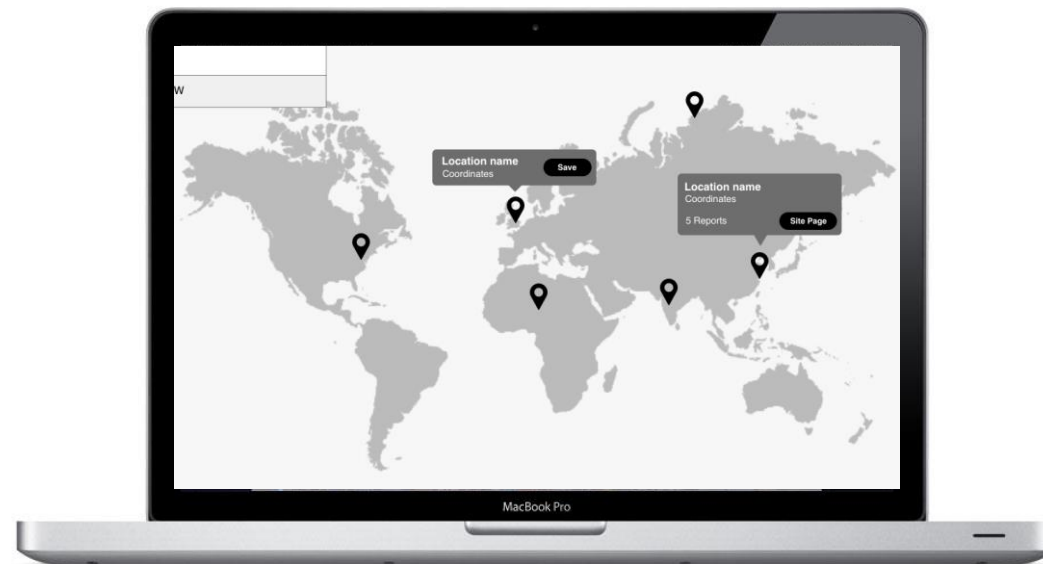 w
Location name
Coordinates
Save
Location name
Coordinates
5 Reports
Site Page
MacBook Pro